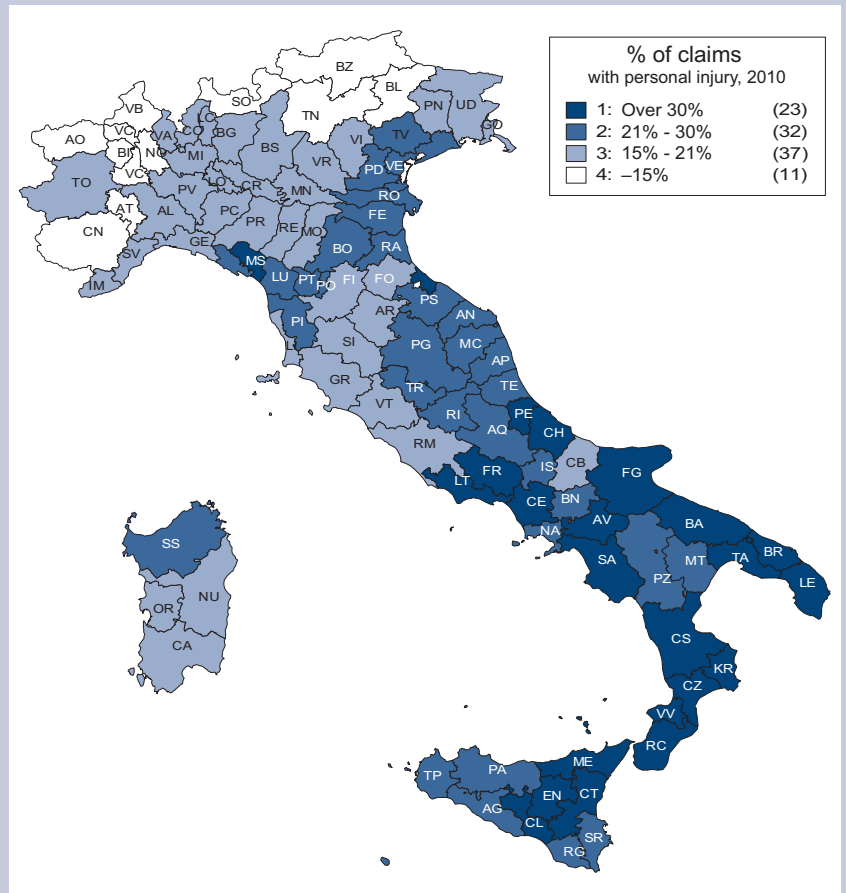 % of claims
with personal injury, 2010
1: Over 30% (23)
2: 21% - 30% (32)
3: 15% - 21% (37)
4: –15% (11)
BZ
BL
SO
TN
PN
UD
GO
VB
VC
AO
BI
NO
VC
VA
CO
LC
BG
BS
VI
TV
VR
VE
PD
MI
TO
PV
LO
CR
MN
RO
AT
AL
PC
PR
RE
MO
FE
CN
GE
BO
RA
SV
MS
IM
LU
PT
PO
FI
FO
PS
PI
AR
AN
LI
SI
PG
MC
AP
GR
TR
TE
VT
RI
PE
AQ
CH
RM
FR
IS
CB
FG
LT
CE
BN
NA
AV
BA
SA
PZ
MT
TA
BR
LE
SS
NU
OR
CA
CS
KR
CZ
VV
RC
ME
PA
TP
EN
CT
AG
CL
SR
RG